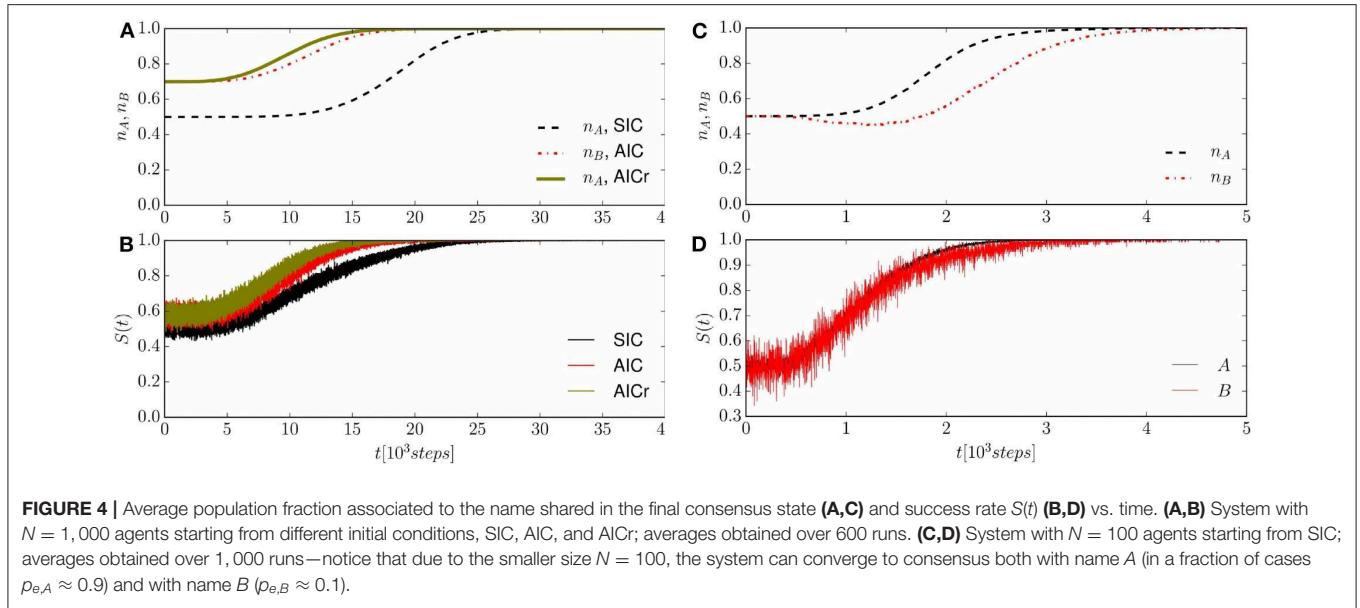 A
1.0
0.8
0.6
0.4
0.2
0.0
n_A, n_B
n_A, SIC
n_B, AIC
n_A, AICr
0 5 10 15 20 25 30 35 4
B
1.0
0.8
0.6
0.4
0.2
0.0
S(t)
SIC
AIC
AICr
0 5 10 15 20 25 30 35 4
t[10^3 steps]
C
1.0
0.8
0.6
0.4
0.2
0.0
n_A, n_B
n_A
n_B
0 1 2 3 4 5
D
1.0
0.9
0.8
0.7
0.6
0.5
0.4
0.3
S(t)
A
B
0 1 2 3 4 5
t[10^3 steps]
FIGURE 4 | Average population fraction associated to the name shared in the final consensus state (A,C) and success rate S(t) (B,D) vs. time. (A,B) System with
N = 1, 000 agents starting from different initial conditions, SIC, AIC, and AICr; averages obtained over 600 runs. (C,D) System with N = 100 agents starting from SIC;
averages obtained over 1, 000 runs—notice that due to the smaller size N = 100, the system can converge to consensus both with name A (in a fraction of cases
p_{e,A} ≈ 0.9) and with name B (p_{e,B} ≈ 0.1).